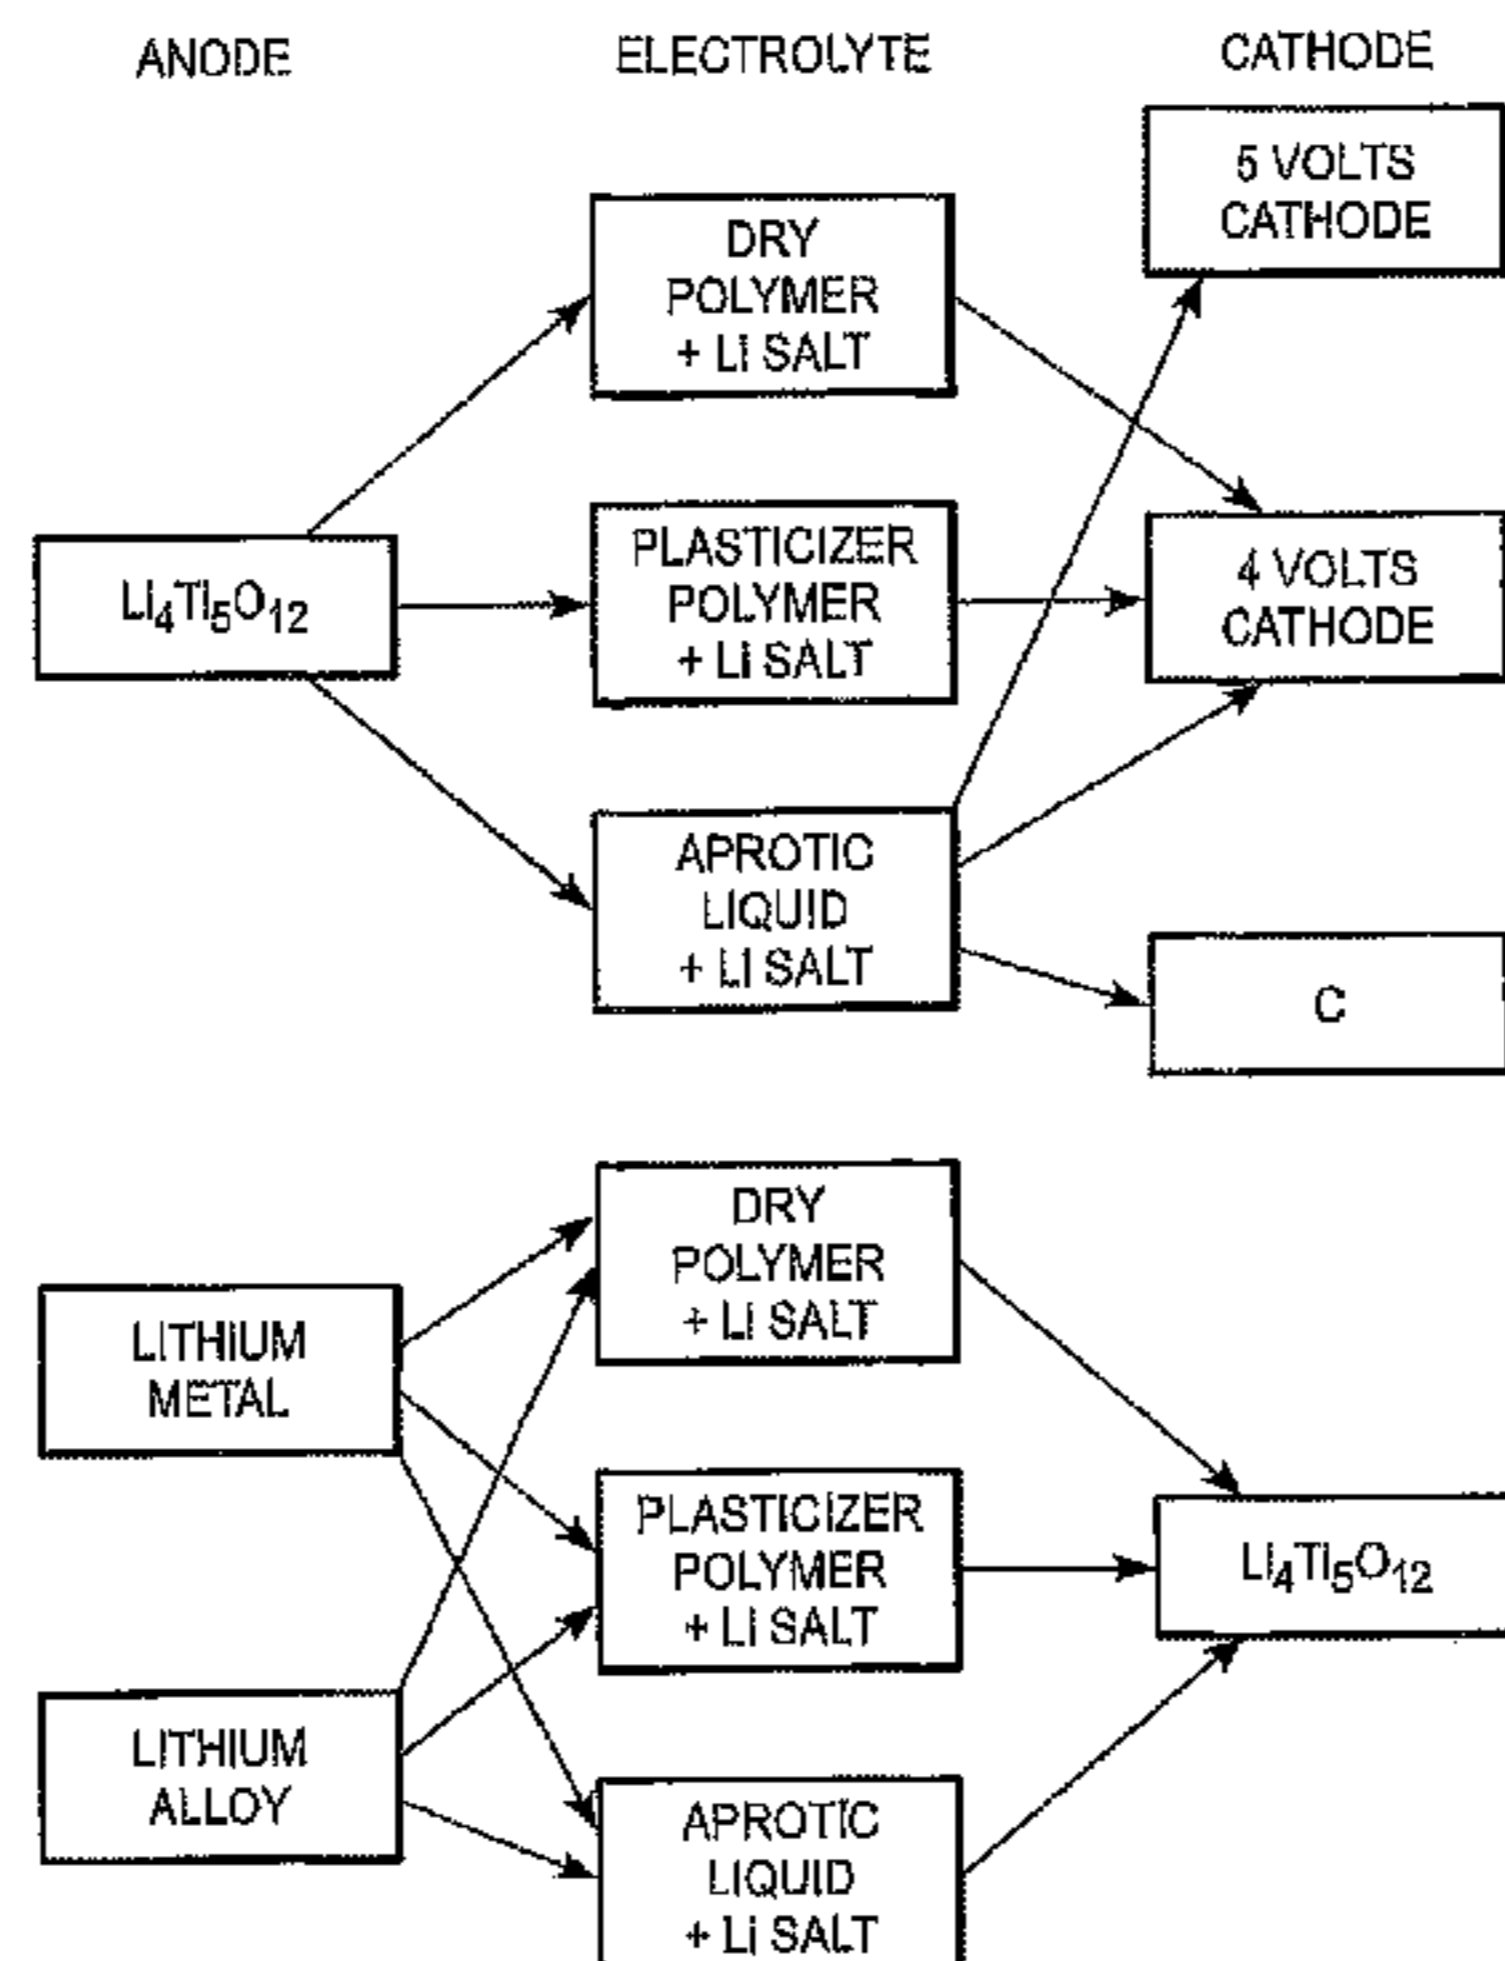 ANODE
ELECTROLYTE
CATHODE
5 VOLTS
CATHODE
DRY
POLYMER
+ Li SALT
PLASTICIZER
POLYMER
+ Li SALT
4 VOLTS
CATHODE
Li₄Ti₅O₁₂
APROTIC
LIQUID
+ Li SALT
C
DRY
POLYMER
+ Li SALT
LITHIUM
METAL
PLASTICIZER
POLYMER
+ Li SALT
Li₄Ti₅O₁₂
LITHIUM
ALLOY
APROTIC
LIQUID
+ Li SALT